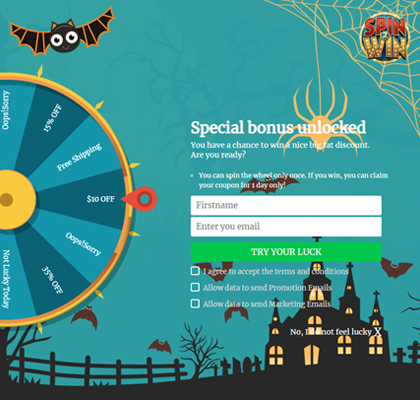 SPIN
WIN
Oops!Sorry
15% OFF
Free Shipping
$10 OFF
Oops!Sorry
35% OFF
Not Lucky Today
Special bonus unlocked
You have a chance to win a nice big fat discount.
Are you ready?
You can spin the wheel only once. If you win, you can claim
your coupon for 1 day only!
Firstname
Enter you email
TRY YOUR LUCK
I agree to accept the terms and conditions
Allow data to send Promotion Emails
Allow data to send Marketing Emails
No, I do not feel lucky X